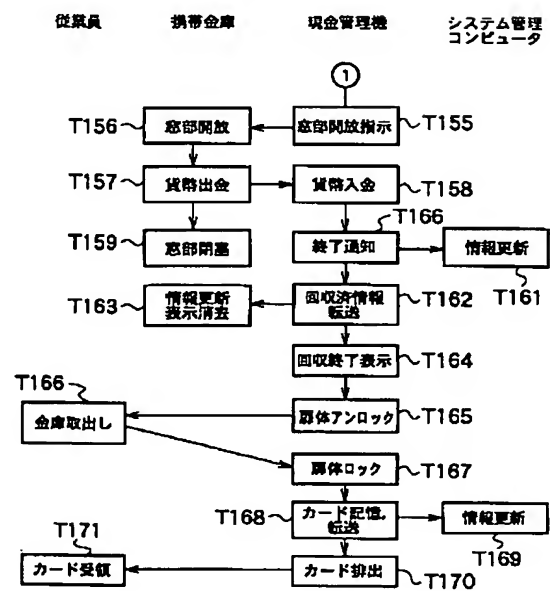 従業員 携帯金庫 現金管理機 システム管理
コンピュータ
1
T156 窓部開放 窓部開放指示 T155
T157 貨幣出金 貨幣入金 T158
T166
T159 窓部閉塞 終了通知 情報更新
T161
T163 情報更新 表示消去 回収済情報 転送 T162
回収終了表示 T164
T166
金庫取出し 扉体アンロック T165
扉体ロック T167
T168 カード記憶, 転送 情報更新
T169
T171
カード受領 カード排出 T170